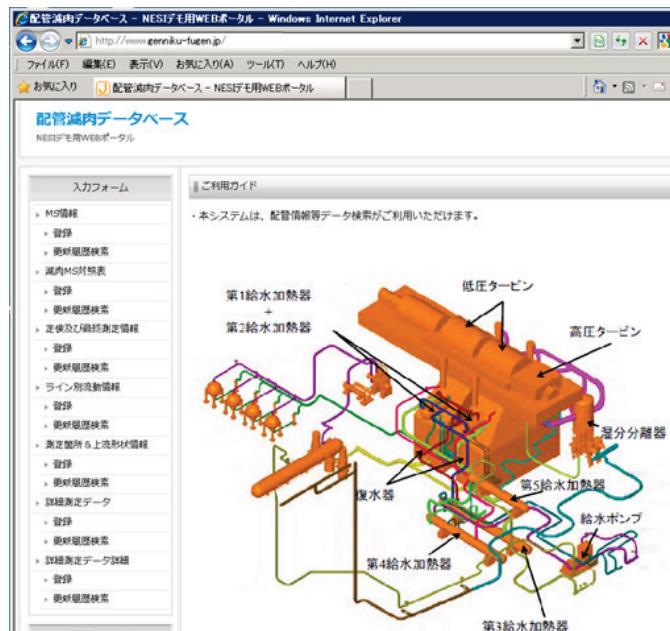 配管減肉データベース - NESIデモ用WEBポータル - Windows Internet Explorer
http://www.genniku-fugen.jp/
ファイル(F) 編集(E) 表示(V) お気に入り(A) ツール(T) ヘルプ(H)
お気に入り 配管減肉データベース - NESIデモ用WEBポータル
配管減肉データベース
NESIデモ用WEBポータル
入力フォーム
MS情報
登録
更新履歴検索
減肉MS対照表
登録
更新履歴検索
定検及び最終測定情報
登録
更新履歴検索
ライン別流動情報
登録
更新履歴検索
測定箇所&上流形状情報
登録
更新履歴検索
詳細測定データ
登録
更新履歴検索
詳細測定データ詳細
登録
更新履歴検索
ご利用ガイド
・本システムは、配管情報等データ検索がご利用いただけます。
低圧タービン
第1給水加熱器
+
第2給水加熱器
高圧タービン
湿分分離器
復水器
第5給水加熱器
給水ポンプ
第4給水加熱器
第3給水加熱器